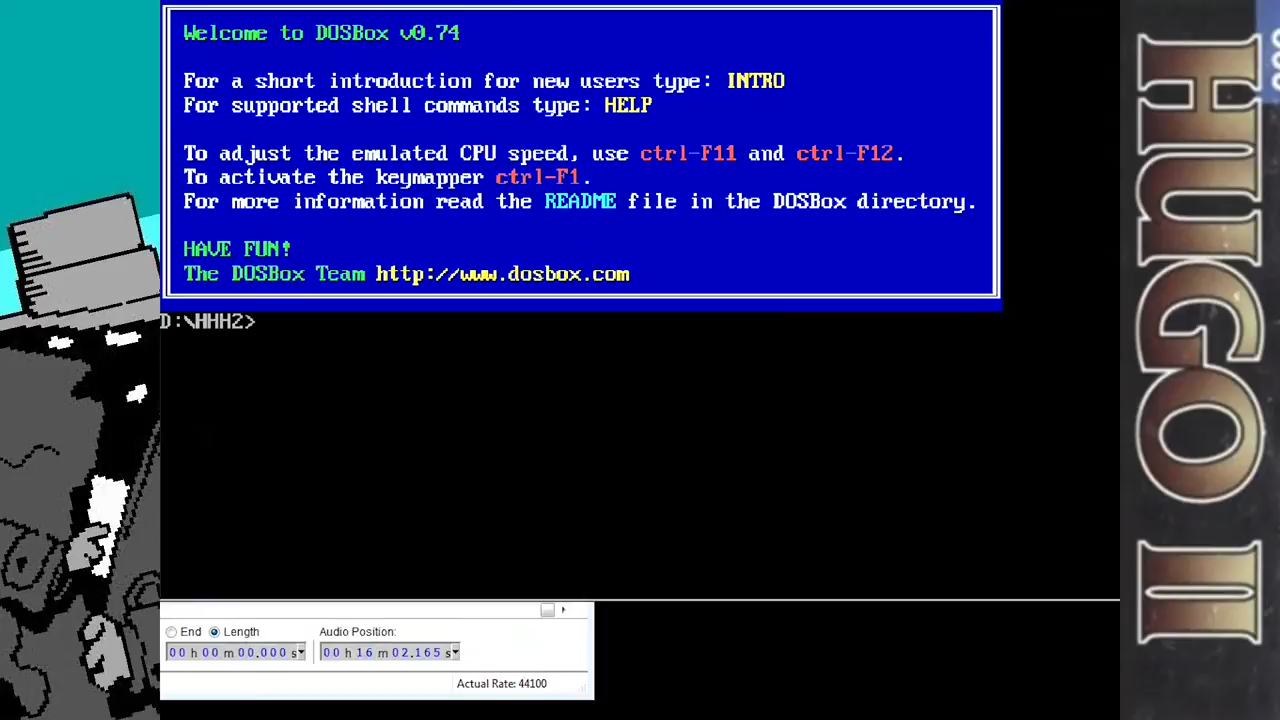 Welcome to DOSBox v0.74
For a short introduction for new users type: INTRO
For supported shell commands type: HELP
To adjust the emulated CPU speed, use ctrl-F11 and ctrl-F12.
To activate the keymapper ctrl-F1.
For more information read the README file in the DOSBox directory.
HAVE FUN!
The DOSBox Team http://www.dosbox.com
D:\HHH2>
End Length Audio Position:
00 h 00 m 00.000 s 00 h 16 m 02.165 s
Actual Rate: 44100
HUGO II